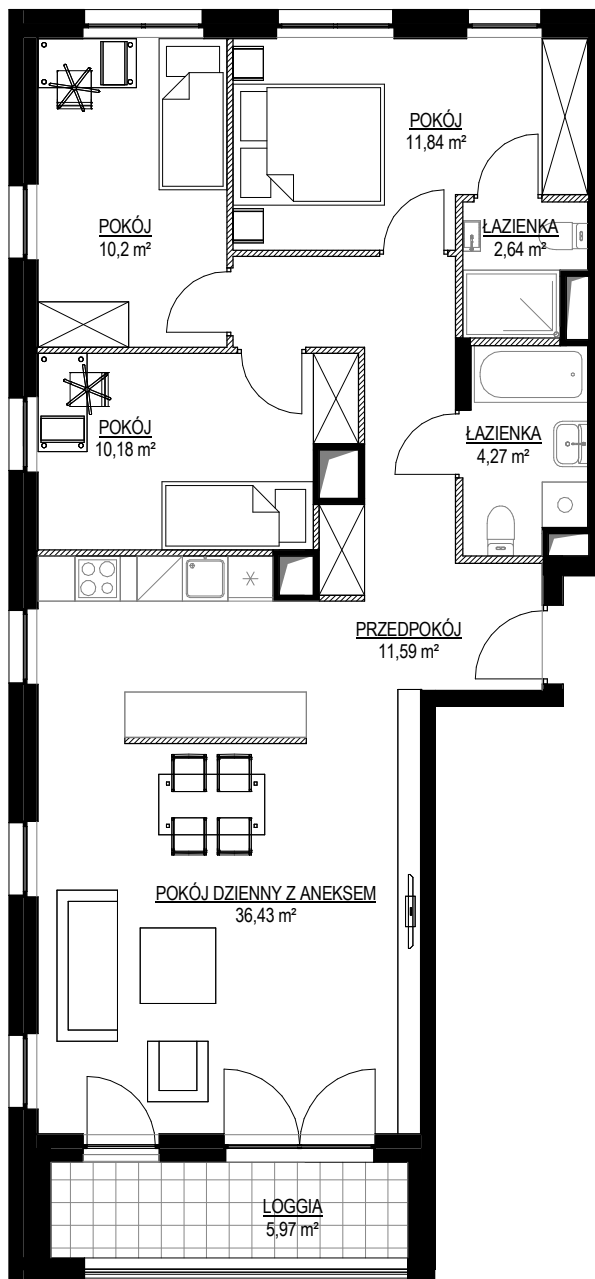 POKÓJ
11,84 m²
POKÓJ
10,2 m²
ŁAZIENKA
2,64 m²
POKÓJ
10,18 m²
ŁAZIENKA
4,27 m²
PRZEDPOKÓJ
11,59 m²
POKÓJ DZIENNY Z ANEKSEM
36,43 m²
LOGGIA
5,97 m²